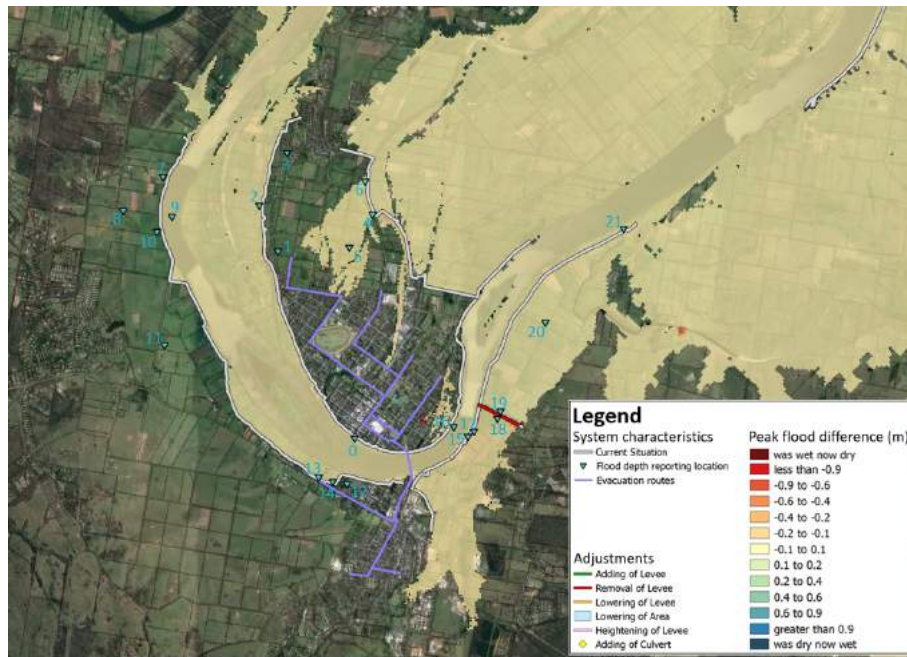 2
8
9
10
1
4
5
21
20
11
0
13
14
19
17
15
18
Legend
System characteristics
Current Situation
Flood depth reporting location
Evacuation routes
Adjustments
Adding of Levee
Removal of Levee
Lowering of Levee
Lowering of Area
Heightening of Levee
Adding of Culvert
Peak flood difference (m)
was wet now dry
less than -0.9
-0.9 to -0.6
-0.6 to -0.4
-0.4 to -0.2
-0.2 to -0.1
-0.1 to 0.1
0.1 to 0.2
0.2 to 0.4
0.4 to 0.6
0.6 to 0.9
greater than 0.9
was dry now wet